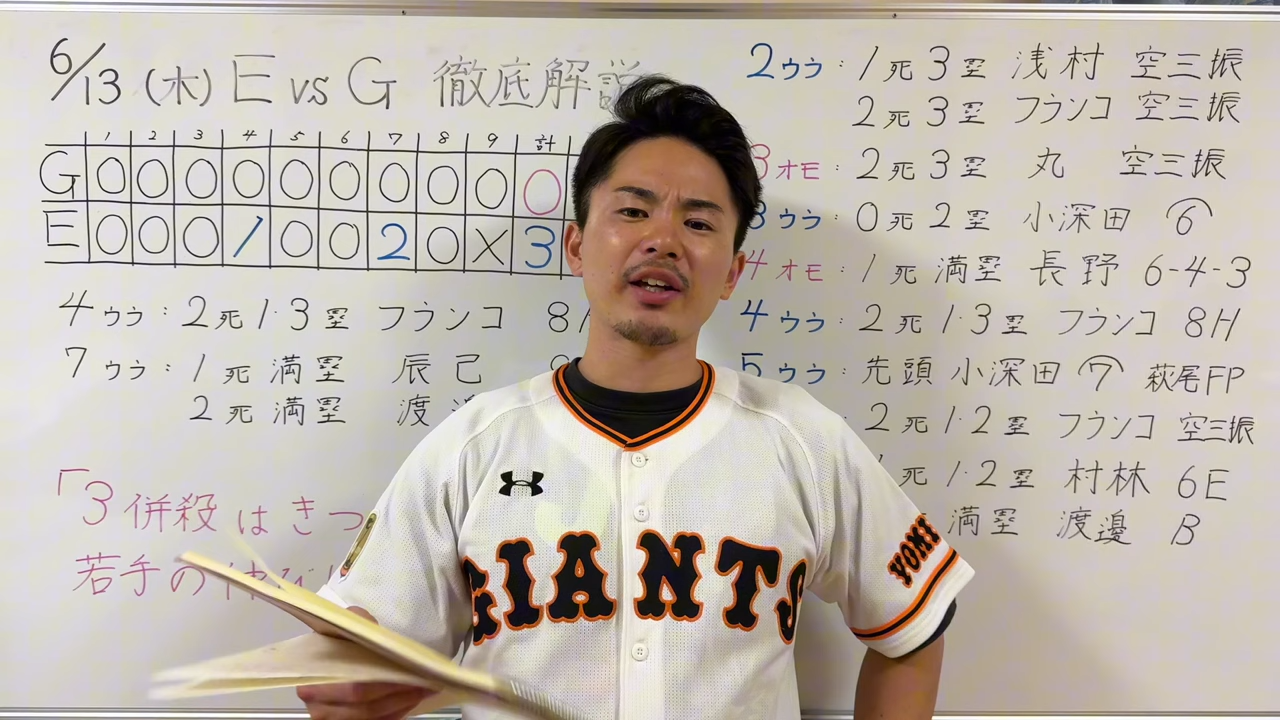 6/13 (木) E vs G 徹底解説
1 2 3 4 5 6 7 8 9 計
G 0 0 0 0 0 0 0 0 0 0
E 0 0 0 1 0 0 2 0 X 3
4ウラ:2死1·3塁 フランコ 8
7ウラ:1死満塁 辰己
2死満塁 渡
「3併殺はきつ
若手の伸び
2ウラ:1死3塁 浅村 空三振
2死3塁 フランコ 空三振
3オモ:2死3塁 丸 空三振
3ウラ:0死2塁 小深田 6
4オモ:1死満塁 長野 6-4-3
4ウラ:2死1·3塁 フランコ 8H
5ウラ:先頭 小深田 7 萩尾FP
2死1·2塁 フランコ 空三振
死1·2塁 村林 6E
満塁 渡邊 B
GIANTS
YOMI